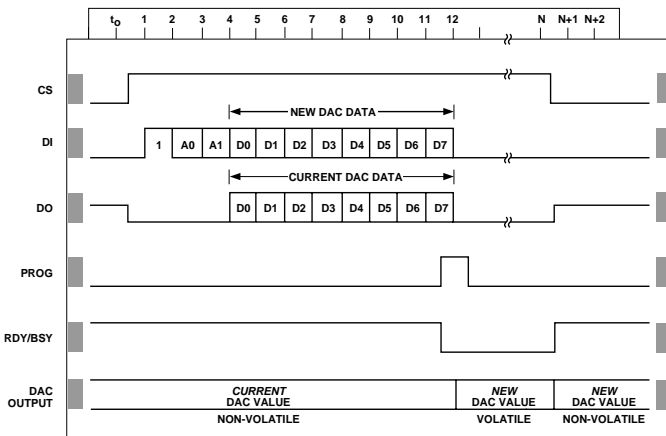 to 1 2 3 4 5 6 7 8 9 10 11 12 N N+1 N+2
CS
NEW DAC DATA
DI 1 A0 A1 D0 D1 D2 D3 D4 D5 D6 D7
CURRENT DAC DATA
DO D0 D1 D2 D3 D4 D5 D6 D7
PROG
RDY/BSY
DAC OUTPUT
CURRENT DAC VALUE
NEW DAC VALUE
NEW DAC VALUE
NON-VOLATILE VOLATILE NON-VOLATILE